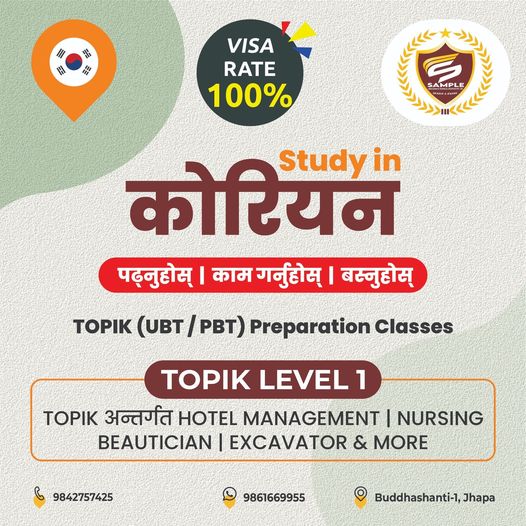 VISA
RATE
100%
SAMPLE
Study in
कोरियन
पढ्नुहोस् | काम गर्नुहोस् | बस्नुहोस्
TOPIK (UBT / PBT) Preparation Classes
TOPIK LEVEL 1
TOPIK अन्तर्गत HOTEL MANAGEMENT | NURSING
BEAUTICIAN | EXCAVATOR & MORE
9842757425
9861669955
Buddhashanti-1, Jhapa